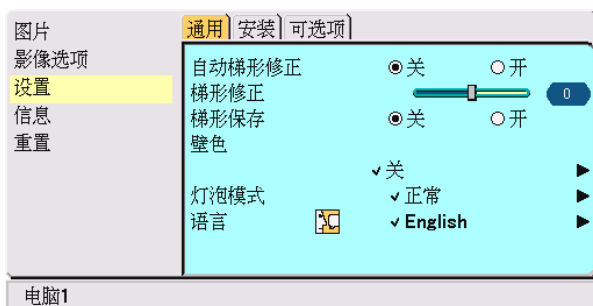 图片
影像选项
设置
信息
重置
通用 安装 可选项
自动梯形修正 关 开
梯形修正 0
梯形保存 关 开
壁色
✓关
灯泡模式 ✓正常
语言 ✓English
电脑1